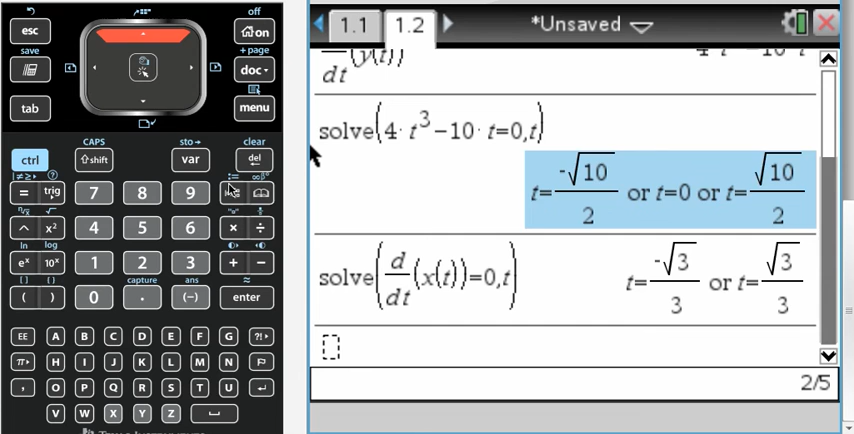 off
esc
on
save
+ page
doc
tab
menu
CAPS
sto→
clear
ctrl
⇧shift
var
del
|≠≥▸
:=
∞β°
=
trig
7
8
9
ⁿ√x
√
"▫"
÷
^
x²
4
5
6
×
÷
ln
log
eˣ
10ˣ
1
2
3
+
−
[ ]
{ }
capture
ans
≈
(
)
0
.
(−)
enter
EE
A
B
C
D
E
F
G
?!▸
π▸
H
I
J
K
L
M
N
,
O
P
Q
R
S
T
U
↵
V
W
X
Y
Z
1.1
1.2
*Unsaved
d/dt(y(t))
solve(4·t³−10·t=0,t)
t=-√10/2 or t=0 or t=√10/2
solve(d/dt(x(t))=0,t)
t=-√3/3 or t=√3/3
2/5